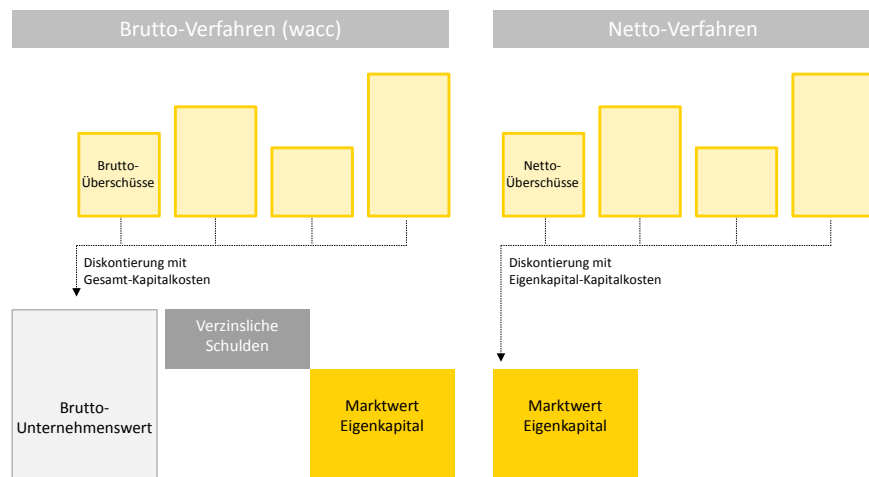 Brutto-Verfahren (wacc)
Netto-Verfahren
Brutto-
Überschüsse
Netto-
Überschüsse
Diskontierung mit
Gesamt-Kapitalkosten
Diskontierung mit
Eigenkapital-Kapitalkosten
Verzinsliche
Schulden
Brutto-
Unternehmenswert
Marktwert
Eigenkapital
Marktwert
Eigenkapital